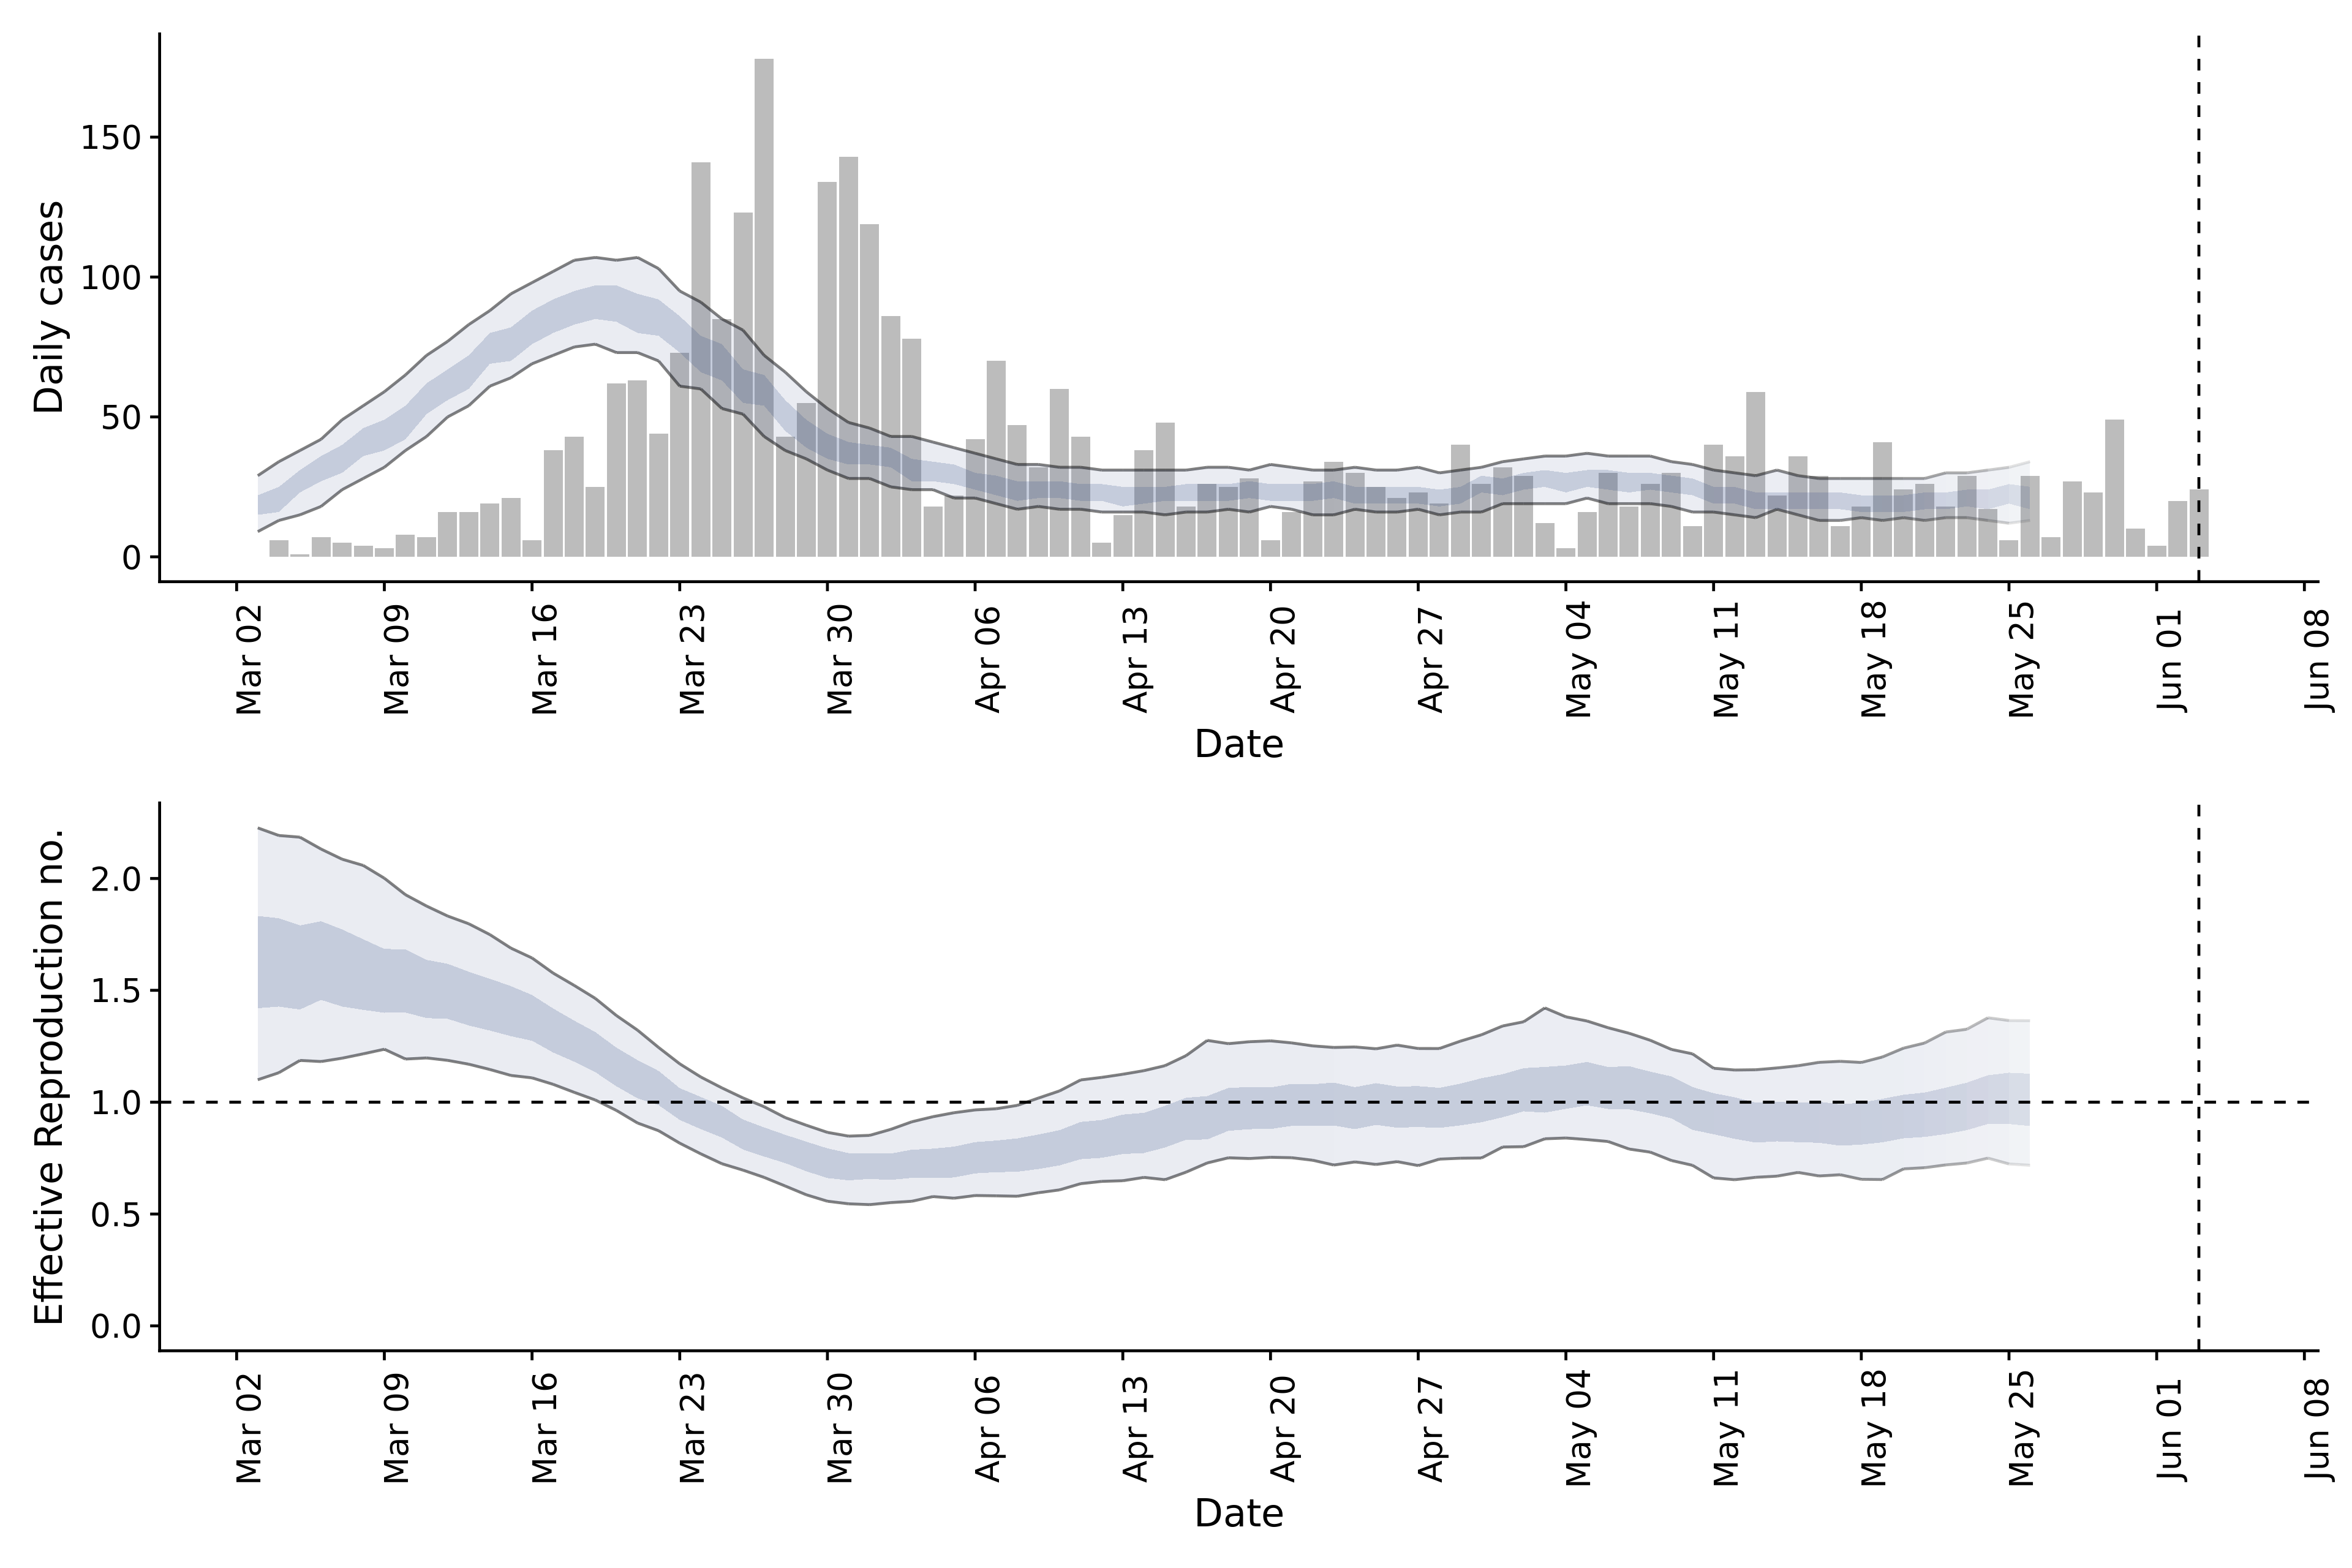 Daily cases
150
100
50
0
Mar 02
Mar 09
Mar 16
Mar 23
Mar 30
Apr 06
Apr 13
Apr 20
Apr 27
May 04
May 11
May 18
May 25
Jun 01
Jun 08
Date
Effective Reproduction no.
2.0
1.5
1.0
0.5
0.0
Mar 02
Mar 09
Mar 16
Mar 23
Mar 30
Apr 06
Apr 13
Apr 20
Apr 27
May 04
May 11
May 18
May 25
Jun 01
Jun 08
Date